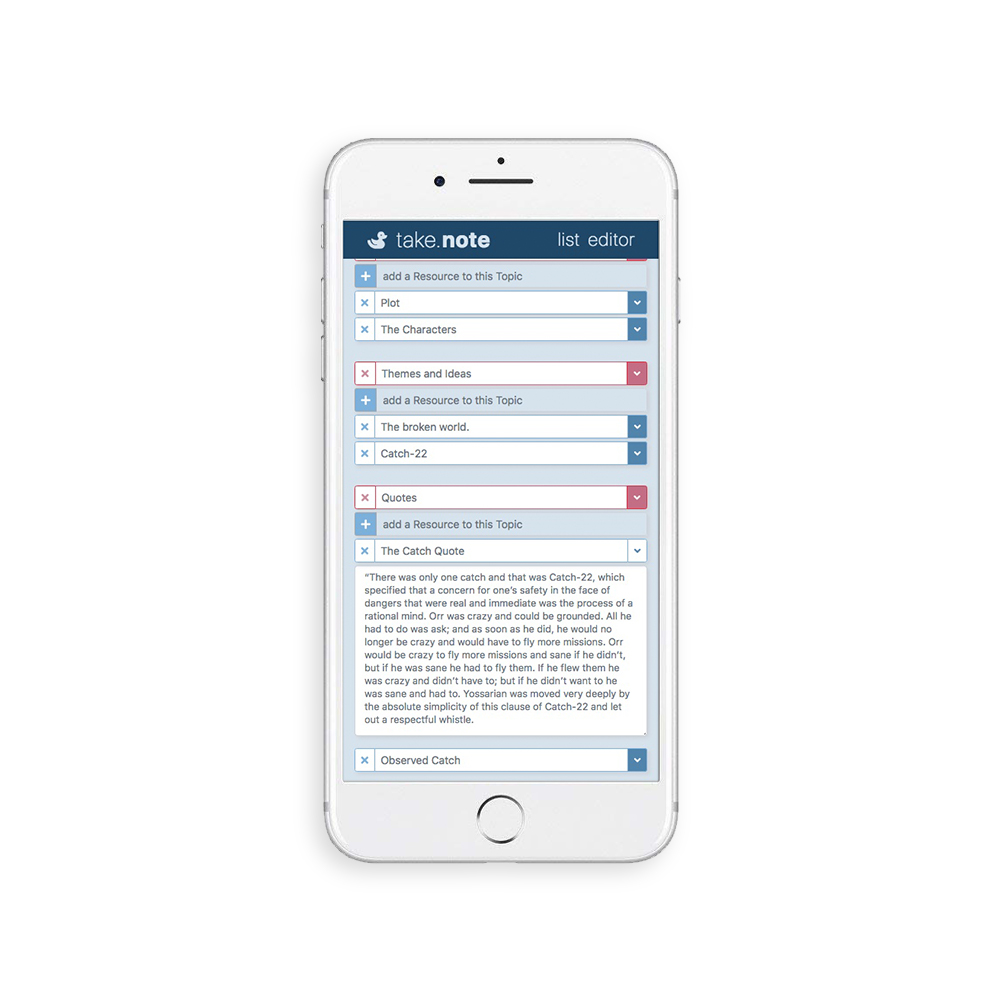 take.note list editor
add a Resource to this Topic
Plot
The Characters
Themes and Ideas
add a Resource to this Topic
The broken world.
Catch-22
Quotes
add a Resource to this Topic
The Catch Quote
“There was only one catch and that was Catch-22, which
specified that a concern for one’s safety in the face of
dangers that were real and immediate was the process of a
rational mind. Orr was crazy and could be grounded. All he
had to do was ask; and as soon as he did, he would no
longer be crazy and would have to fly more missions. Orr
would be crazy to fly more missions and sane if he didn’t,
but if he was sane he had to fly them. If he flew them he
was crazy and didn’t have to; but if he didn’t want to he
was sane and had to. Yossarian was moved very deeply by
the absolute simplicity of this clause of Catch-22 and let
out a respectful whistle.
Observed Catch